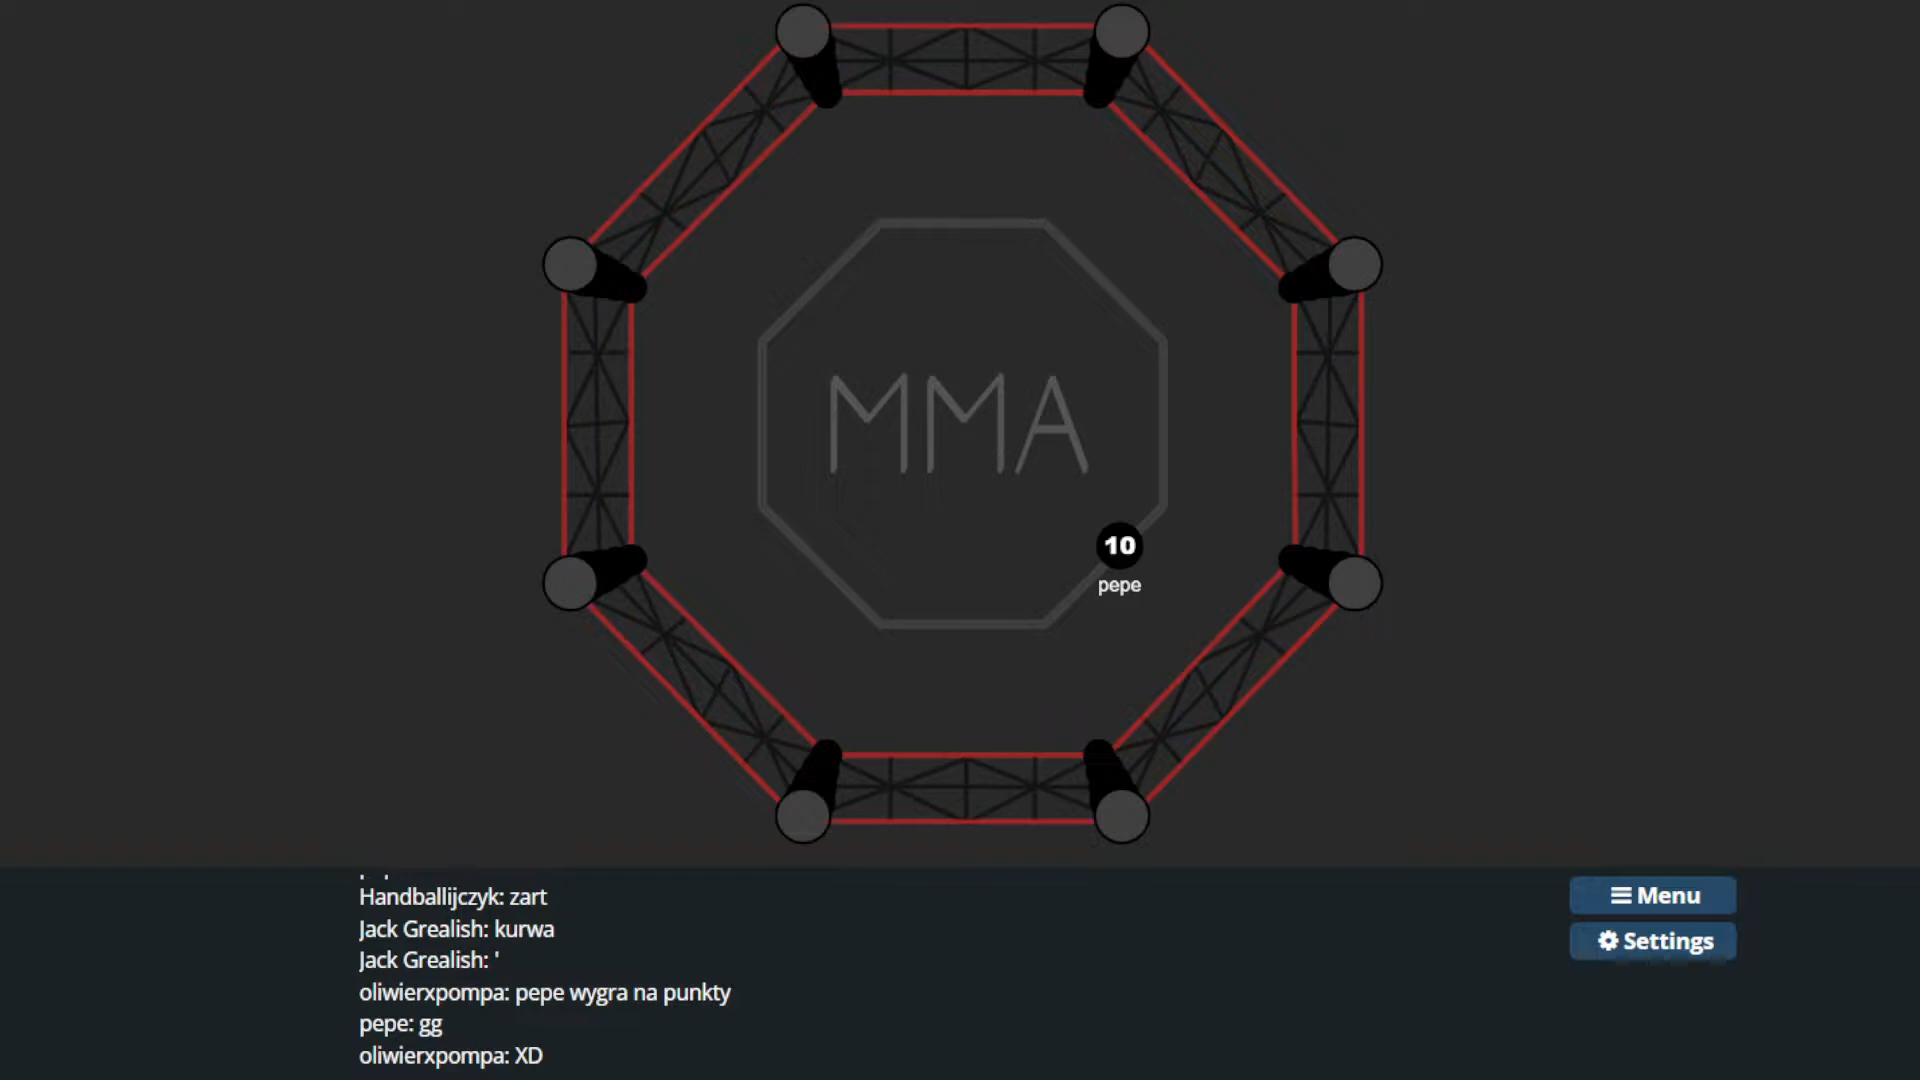 MMA
10
pepe
Handballijczyk: zart
Jack Grealish: kurwa
Jack Grealish: '
oliwierxpompa: pepe wygra na punkty
pepe: gg
oliwierxpompa: XD
Menu
Settings